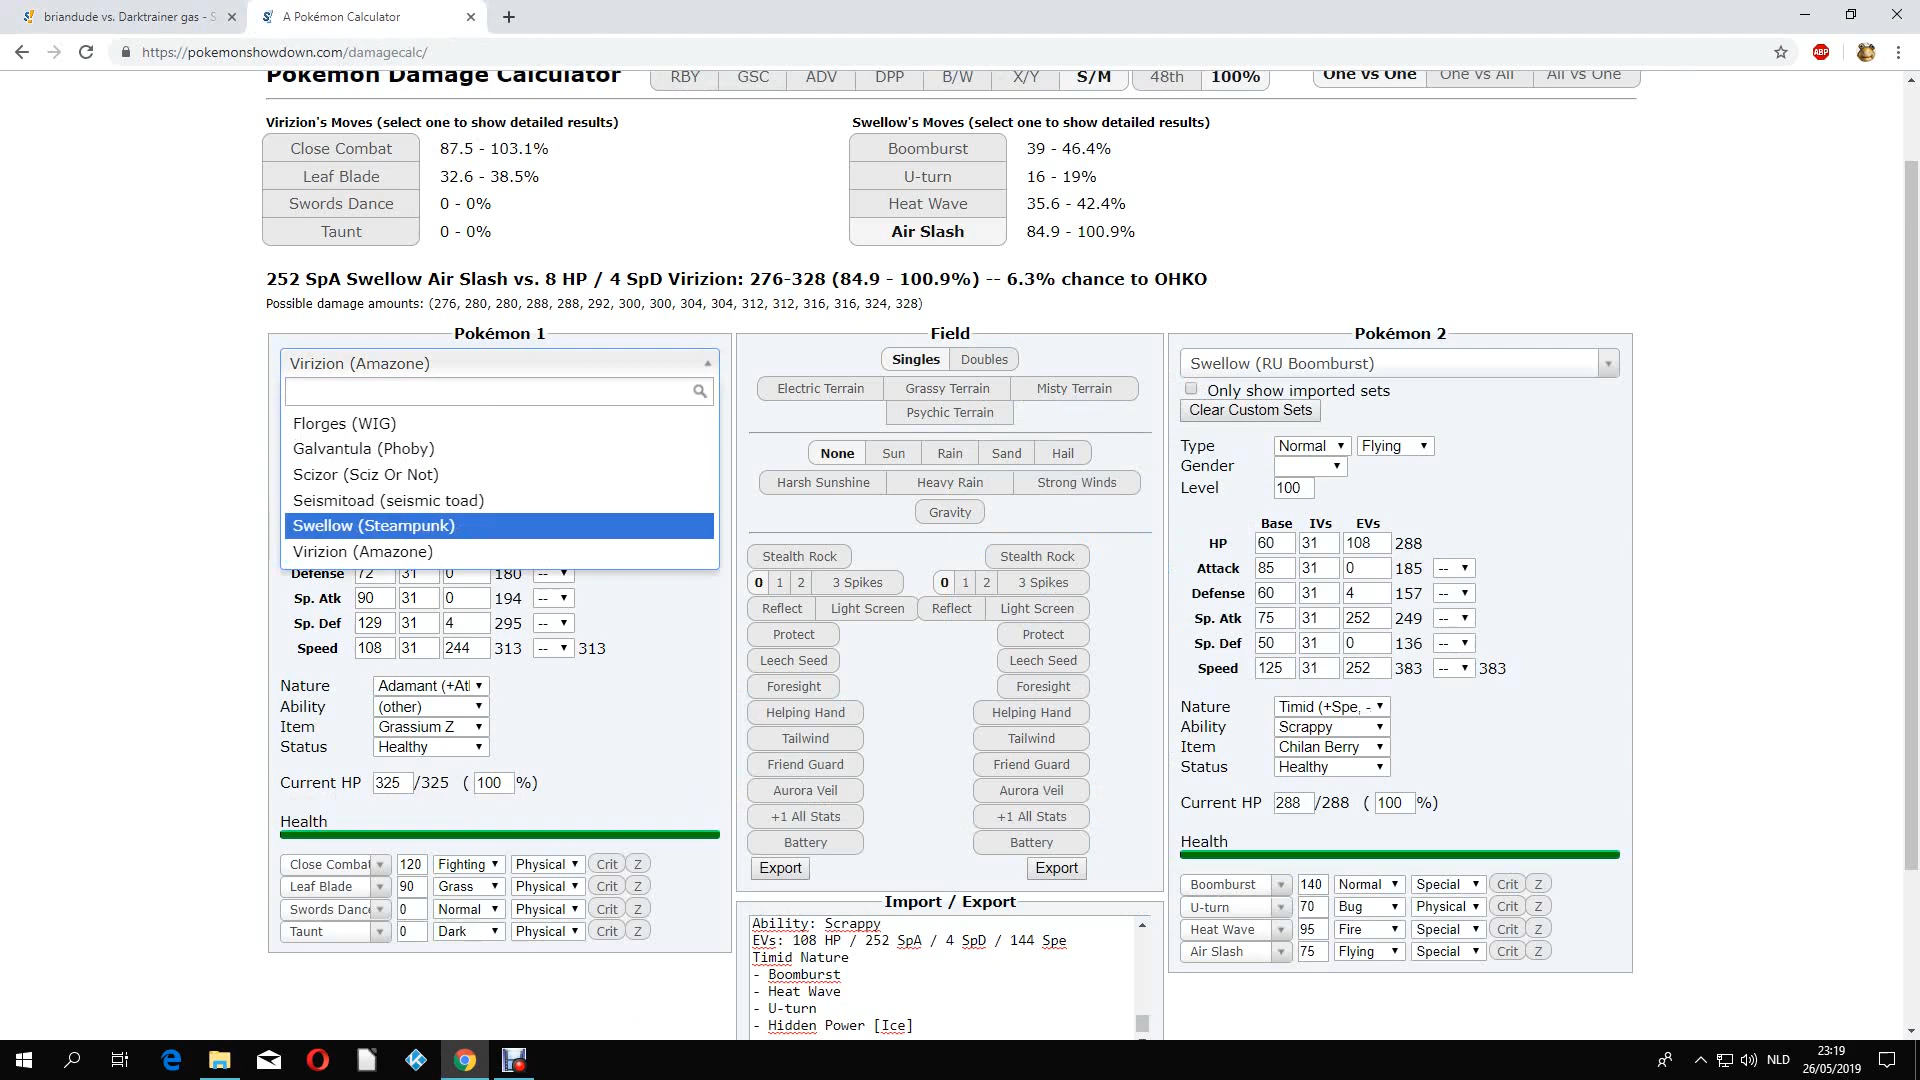 briandude vs. Darktrainer gas - S
A Pokémon Calculator
https://pokemonshowdown.com/damagecalc/
ABP
Pokémon Damage Calculator
RBY GSC ADV DPP B/W X/Y S/M 48th 100% One vs One One vs All All vs One
Virizion's Moves (select one to show detailed results)
Close Combat 87.5 - 103.1%
Leaf Blade 32.6 - 38.5%
Swords Dance 0 - 0%
Taunt 0 - 0%
Swellow's Moves (select one to show detailed results)
Boomburst 39 - 46.4%
U-turn 16 - 19%
Heat Wave 35.6 - 42.4%
Air Slash 84.9 - 100.9%
252 SpA Swellow Air Slash vs. 8 HP / 4 SpD Virizion: 276-328 (84.9 - 100.9%) -- 6.3% chance to OHKO
Possible damage amounts: (276, 280, 280, 288, 288, 292, 300, 300, 304, 304, 312, 312, 316, 316, 324, 328)
Pokémon 1
Virizion (Amazone)
Florges (WIG)
Galvantula (Phoby)
Scizor (Sciz Or Not)
Seismitoad (seismic toad)
Swellow (Steampunk)
Virizion (Amazone)
Defense 72 31 0 180 --
Sp. Atk 90 31 0 194 --
Sp. Def 129 31 4 295 --
Speed 108 31 244 313 -- 313
Nature Adamant (+Atl
Ability (other)
Item Grassium Z
Status Healthy
Current HP 325 /325 ( 100 %)
Health
Close Combat 120 Fighting Physical Crit Z
Leaf Blade 90 Grass Physical Crit Z
Swords Dance 0 Normal Physical Crit Z
Taunt 0 Dark Physical Crit Z
Field
Singles Doubles
Electric Terrain Grassy Terrain Misty Terrain
Psychic Terrain
None Sun Rain Sand Hail
Harsh Sunshine Heavy Rain Strong Winds
Gravity
Stealth Rock Stealth Rock
0 1 2 3 Spikes 0 1 2 3 Spikes
Reflect Light Screen Reflect Light Screen
Protect Protect
Leech Seed Leech Seed
Foresight Foresight
Helping Hand Helping Hand
Tailwind Tailwind
Friend Guard Friend Guard
Aurora Veil Aurora Veil
+1 All Stats +1 All Stats
Battery Battery
Export Export
Import / Export
Ability: Scrappy
EVs: 108 HP / 252 SpA / 4 SpD / 144 Spe
Timid Nature
- Boomburst
- Heat Wave
- U-turn
- Hidden Power [Ice]
Pokémon 2
Swellow (RU Boomburst)
Only show imported sets
Clear Custom Sets
Type Normal Flying
Gender
Level 100
Base IVs EVs
HP 60 31 108 288
Attack 85 31 0 185 --
Defense 60 31 4 157 --
Sp. Atk 75 31 252 249 --
Sp. Def 50 31 0 136 --
Speed 125 31 252 383 -- 383
Nature Timid (+Spe, -
Ability Scrappy
Item Chilan Berry
Status Healthy
Current HP 288 /288 ( 100 %)
Health
Boomburst 140 Normal Special Crit Z
U-turn 70 Bug Physical Crit Z
Heat Wave 95 Fire Special Crit Z
Air Slash 75 Flying Special Crit Z
NLD
23:19
26/05/2019